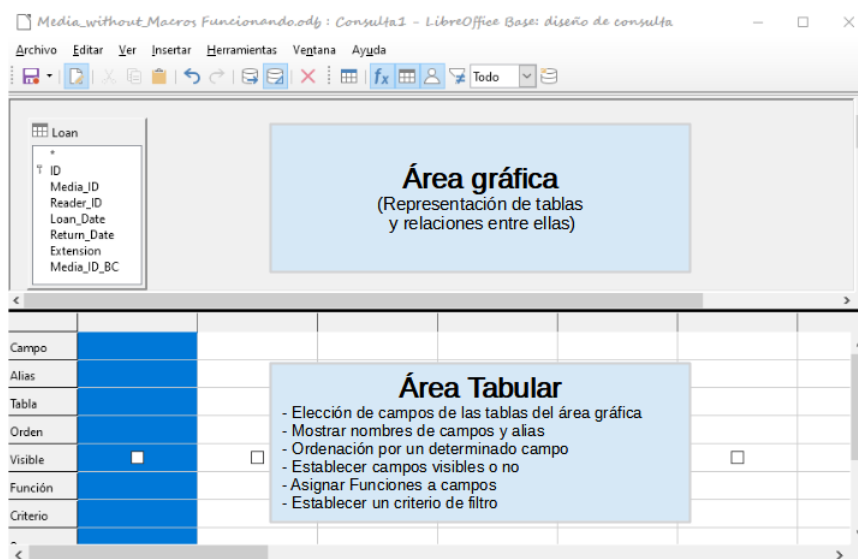 Media_without_Macros Funcionando.odb : Consulta1 - LibreOffice Base: diseño de consulta
Archivo Editar Ver Insertar Herramientas Ventana Ayuda
fx Todo
Loan
*
ID
Media_ID
Reader_ID
Loan_Date
Return_Date
Extension
Media_ID_BC
Área gráfica
(Representación de tablas
y relaciones entre ellas)
Campo
Alias
Tabla
Orden
Visible
Función
Criterio
Área Tabular
- Elección de campos de las tablas del área gráfica
- Mostrar nombres de campos y alias
- Ordenación por un determinado campo
- Establecer campos visibles o no
- Asignar Funciones a campos
- Establecer un criterio de filtro